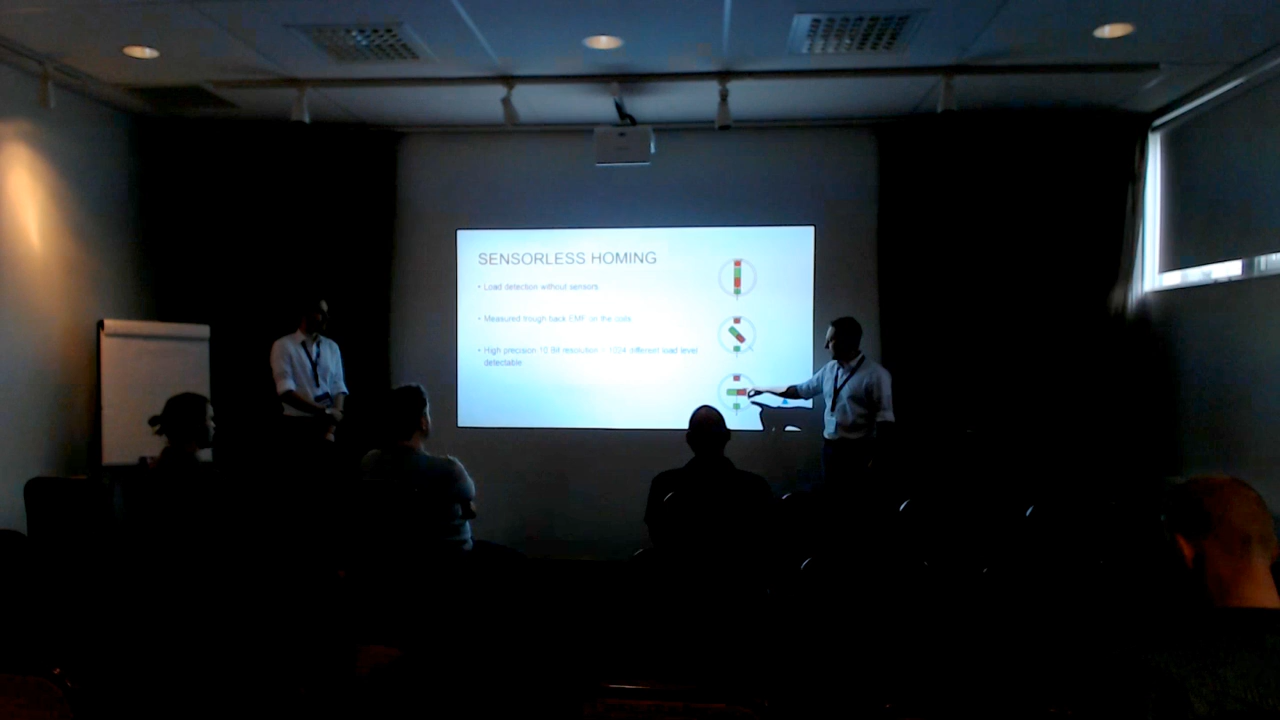 SENSORLESS HOMING
• Load detection without sensors
• Measured trough back EMF on the coils
• High precision 10 Bit resolution - 1024 different load level
detectable